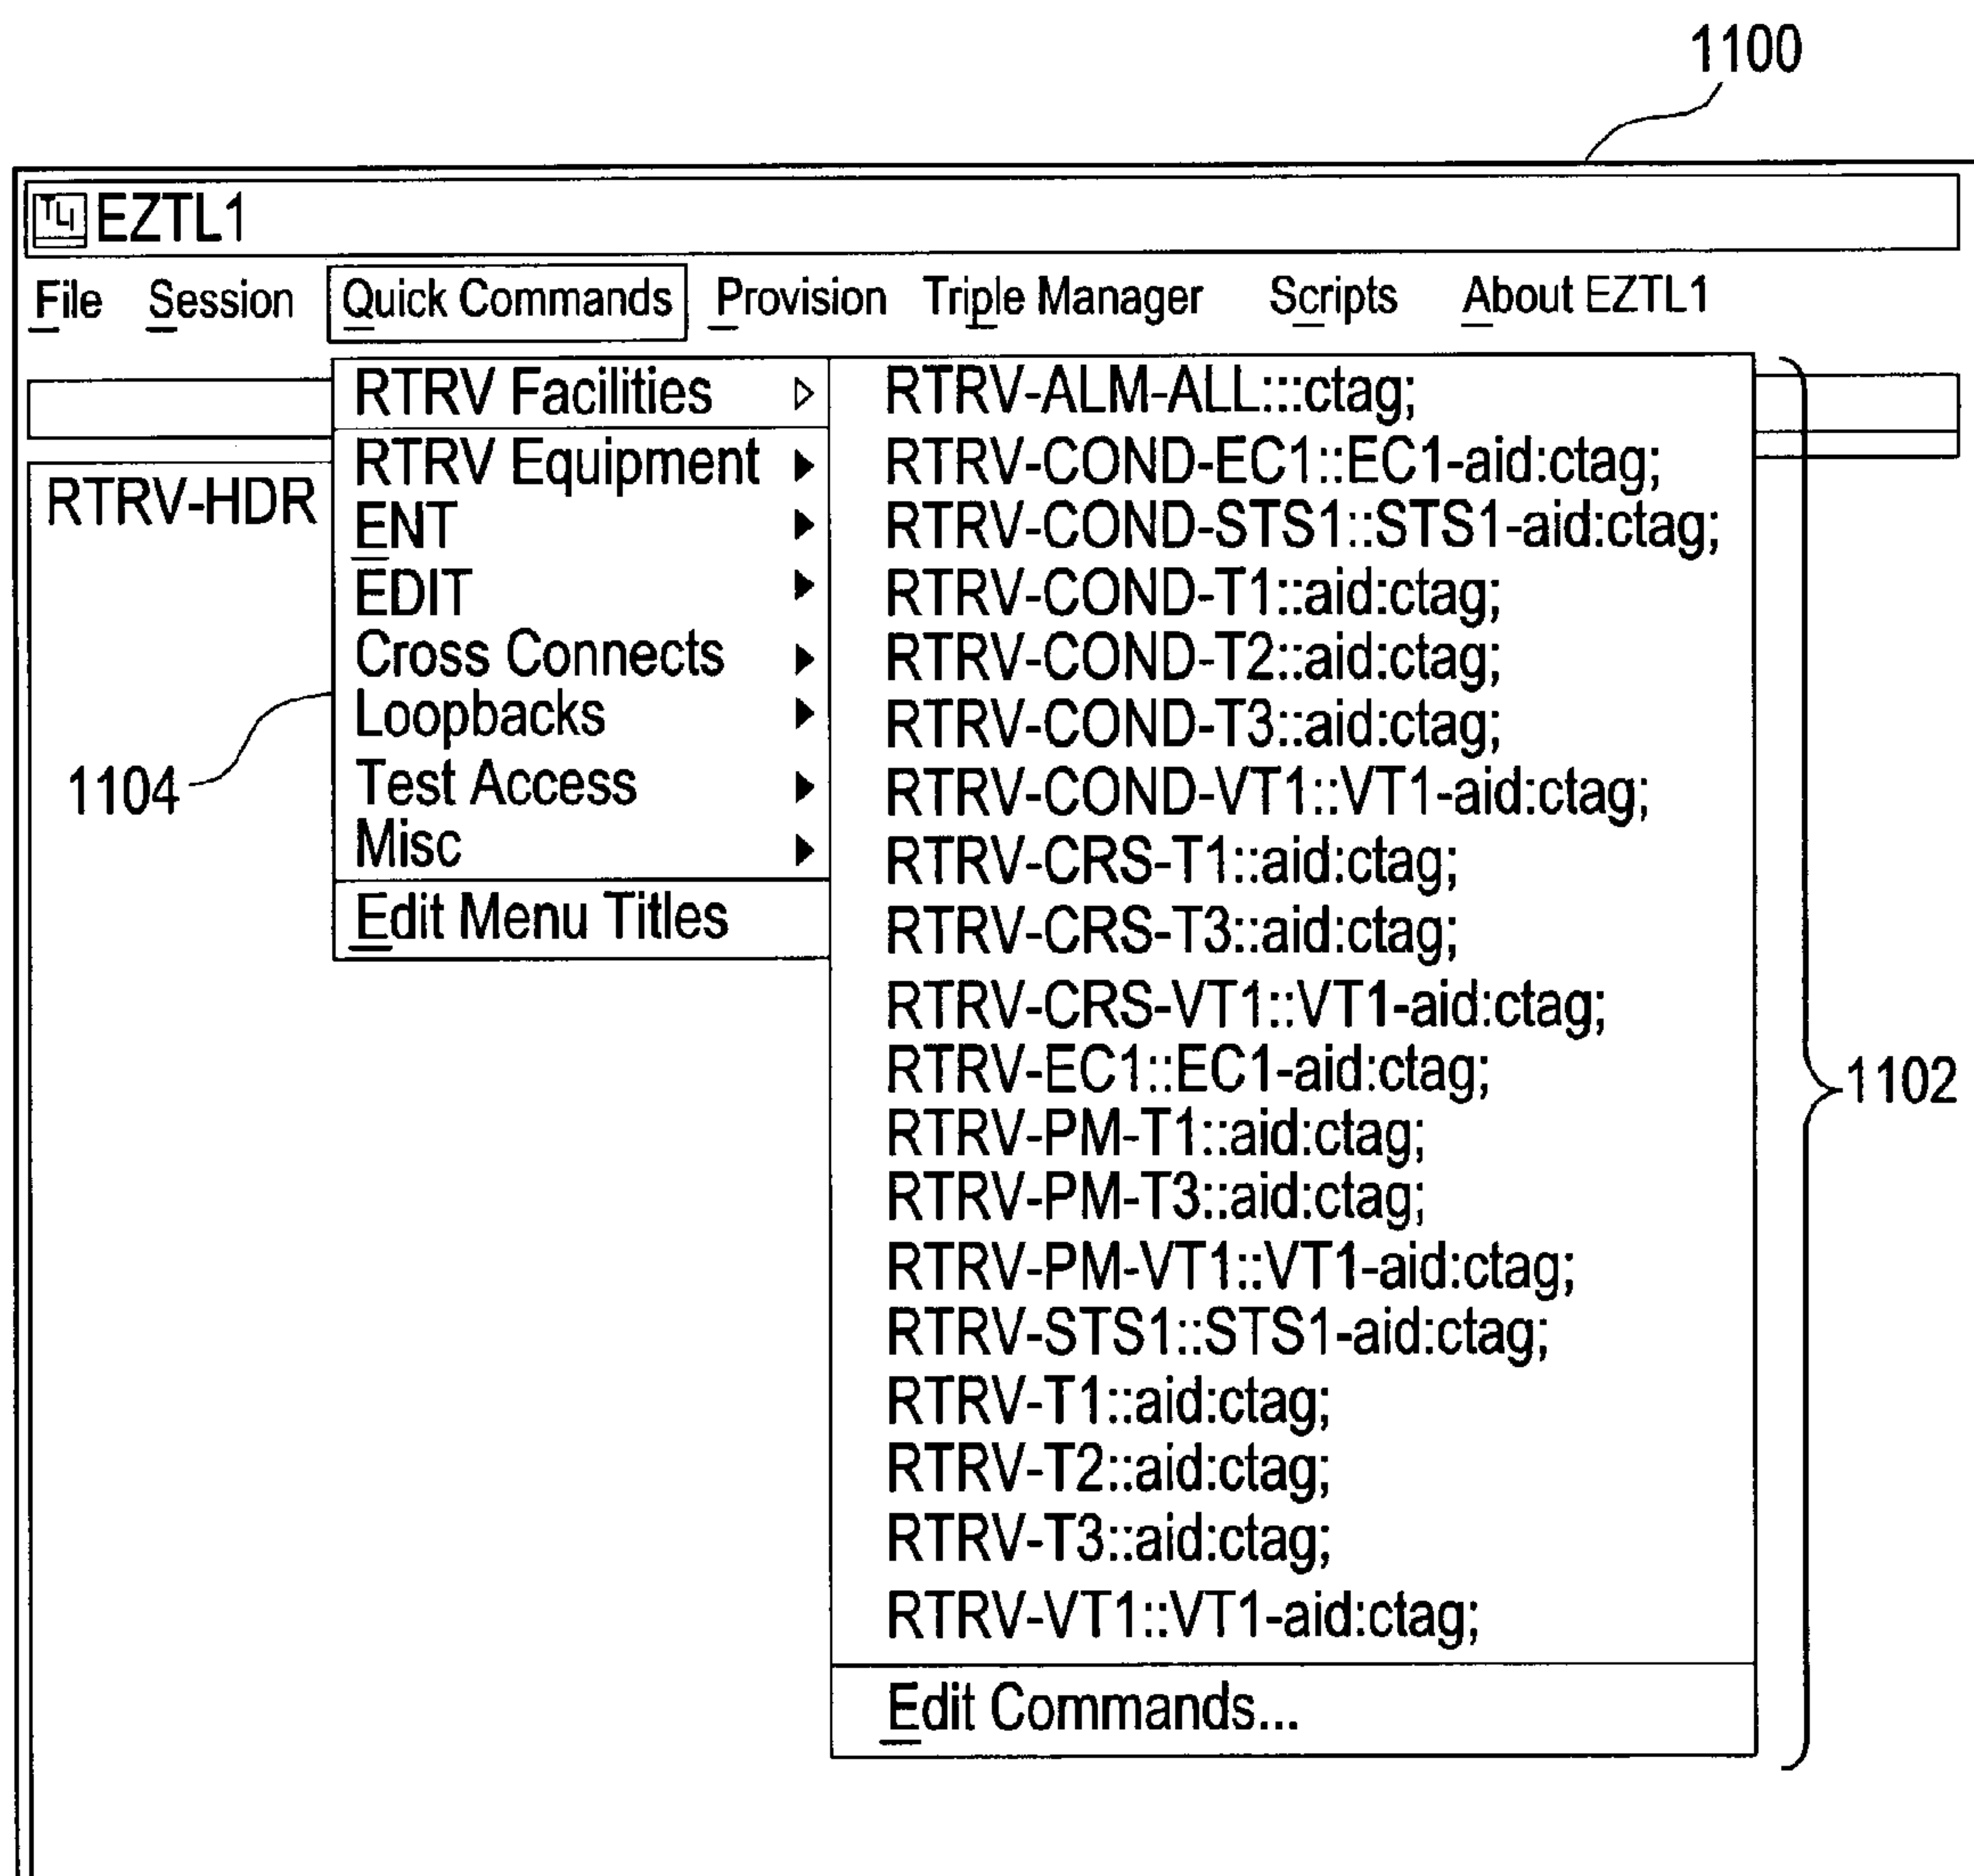 1100
TL1 EZTL1
File Session Quick Commands Provision Triple Manager Scripts About EZTL1
RTRV-HDR
RTRV Facilities
RTRV Equipment
ENT
EDIT
Cross Connects
Loopbacks
Test Access
Misc
Edit Menu Titles
1104
RTRV-ALM-ALL:::ctag;
RTRV-COND-EC1::EC1-aid:ctag;
RTRV-COND-STS1::STS1-aid:ctag;
RTRV-COND-T1::aid:ctag;
RTRV-COND-T2::aid:ctag;
RTRV-COND-T3::aid:ctag;
RTRV-COND-VT1::VT1-aid:ctag;
RTRV-CRS-T1::aid:ctag;
RTRV-CRS-T3::aid:ctag;
RTRV-CRS-VT1::VT1-aid:ctag;
RTRV-EC1::EC1-aid:ctag;
RTRV-PM-T1::aid:ctag;
RTRV-PM-T3::aid:ctag;
RTRV-PM-VT1::VT1-aid:ctag;
RTRV-STS1::STS1-aid:ctag;
RTRV-T1::aid:ctag;
RTRV-T2::aid:ctag;
RTRV-T3::aid:ctag;
RTRV-VT1::VT1-aid:ctag;
Edit Commands...
1102